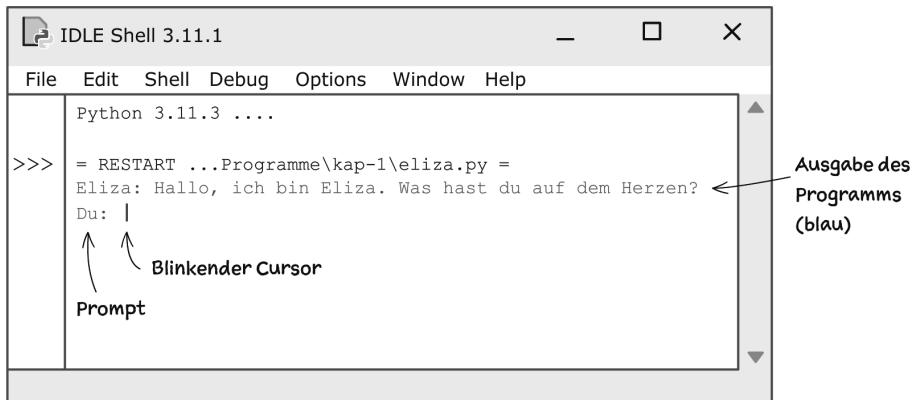 IDLE Shell 3.11.1
File Edit Shell Debug Options Window Help
Python 3.11.3 ....
>>> = RESTART ...Programme\kap-1\eliza.py =
Eliza: Hallo, ich bin Eliza. Was hast du auf dem Herzen?
Du:
Ausgabe des
Programms
(blau)
Blinkender Cursor
Prompt